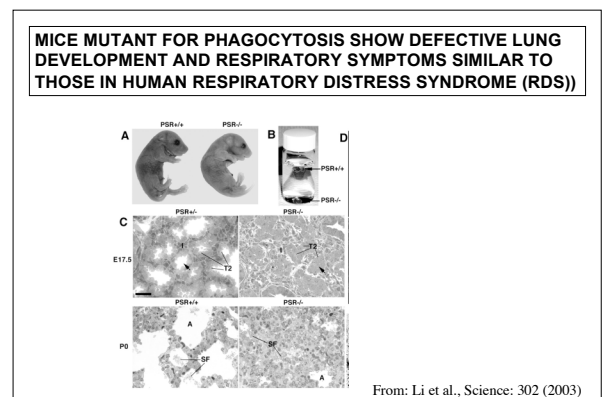 MICE MUTANT FOR PHAGOCYTOSIS SHOW DEFECTIVE LUNG
DEVELOPMENT AND RESPIRATORY SYMPTOMS SIMILAR TO
THOSE IN HUMAN RESPIRATORY DISTRESS SYNDROME (RDS))
PSR+/+ PSR-/-
A B D
PSR+/+
PSR-/-
C PSR+/- PSR-/-
E17.5 I T2 I T2
PSR+/+ PSR-/-
P0 A SF SF A
From: Li et al., Science: 302 (2003)